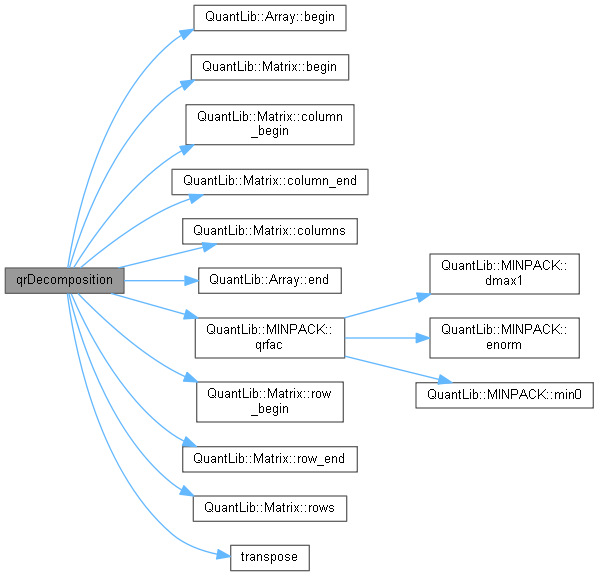 qrDecomposition
QuantLib::Array::begin
QuantLib::Matrix::begin
QuantLib::Matrix::column
_begin
QuantLib::Matrix::column_end
QuantLib::Matrix::columns
QuantLib::Array::end
QuantLib::MINPACK::
qrfac
QuantLib::Matrix::row
_begin
QuantLib::Matrix::row_end
QuantLib::Matrix::rows
transpose
QuantLib::MINPACK::
dmax1
QuantLib::MINPACK::
enorm
QuantLib::MINPACK::min0